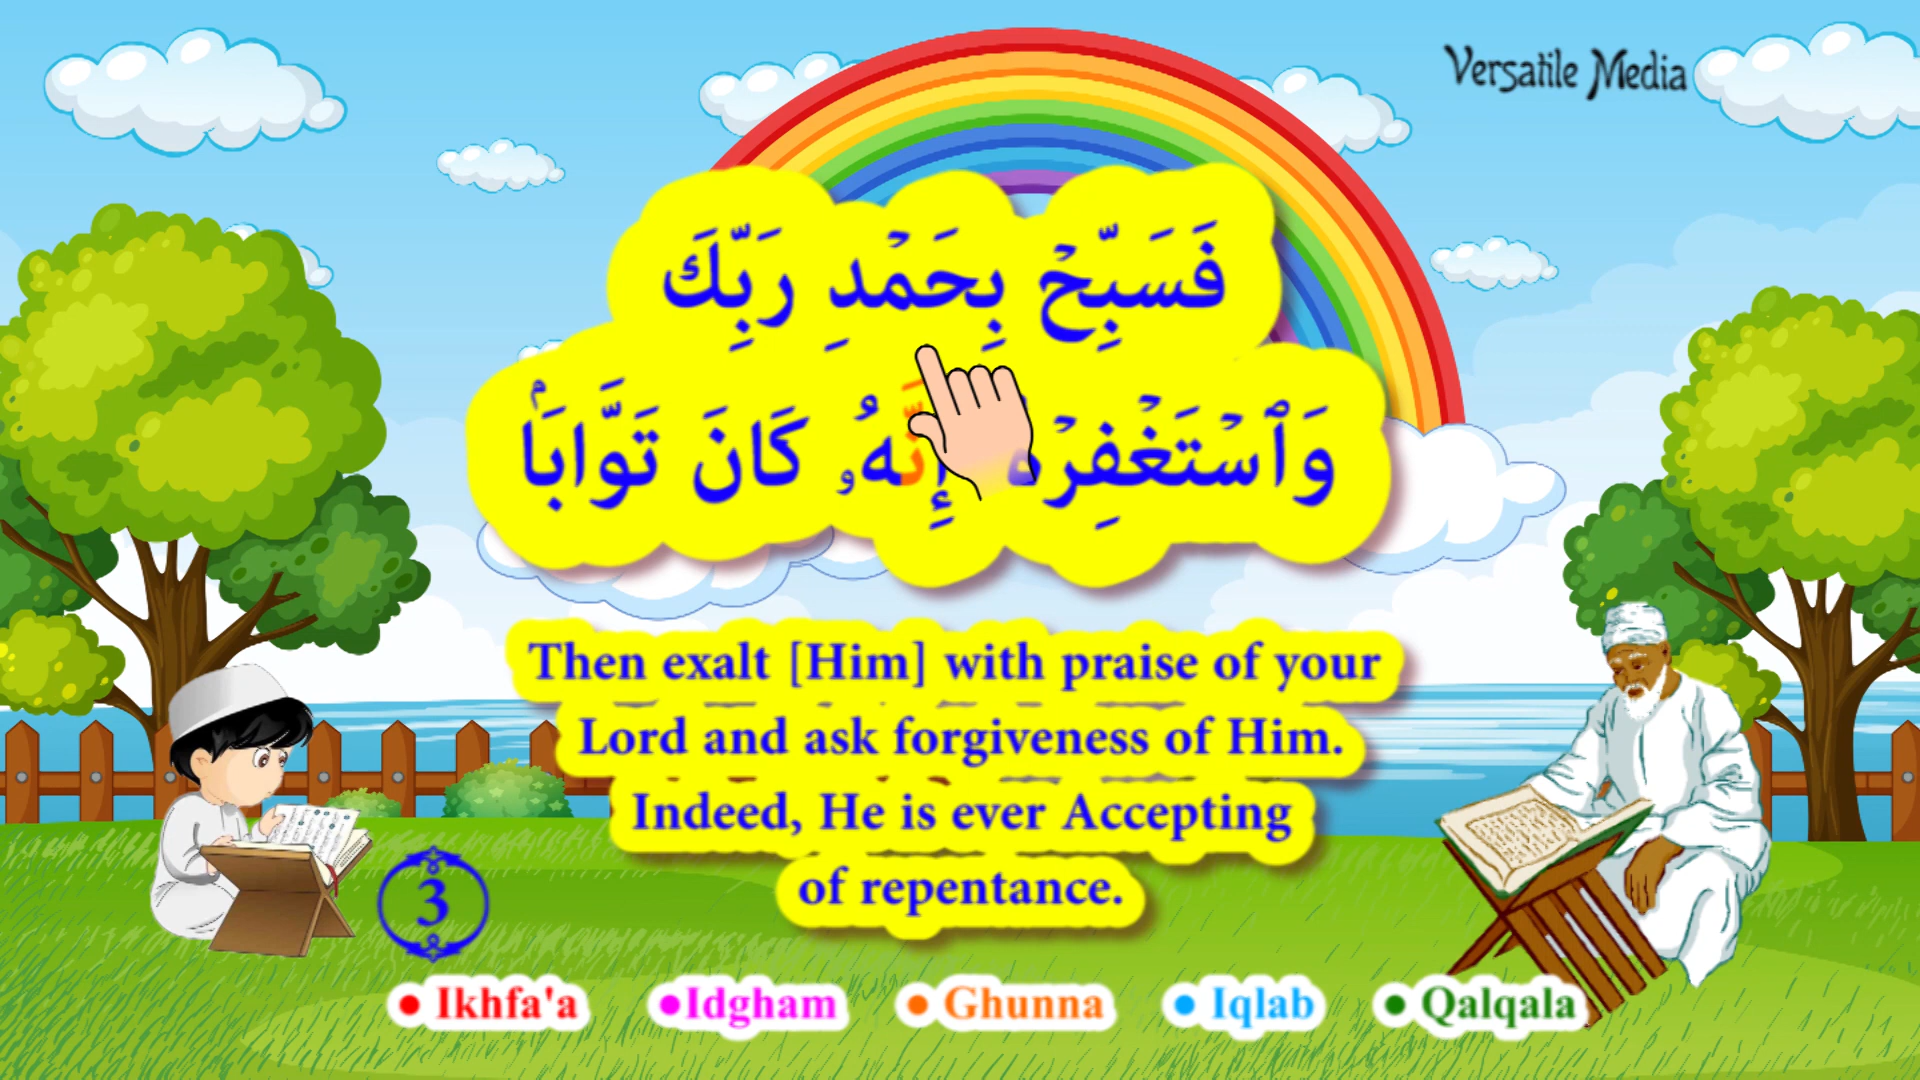 Versatile Media
فَسَبِّحْ بِحَمْدِ رَبِّكَ
وَٱسْتَغْفِرْهُ إِنَّهُۥ كَانَ تَوَّابَۢا
Then exalt [Him] with praise of your
Lord and ask forgiveness of Him.
Indeed, He is ever Accepting
of repentance.
3
Ikhfa'a Idgham Ghunna Iqlab Qalqala